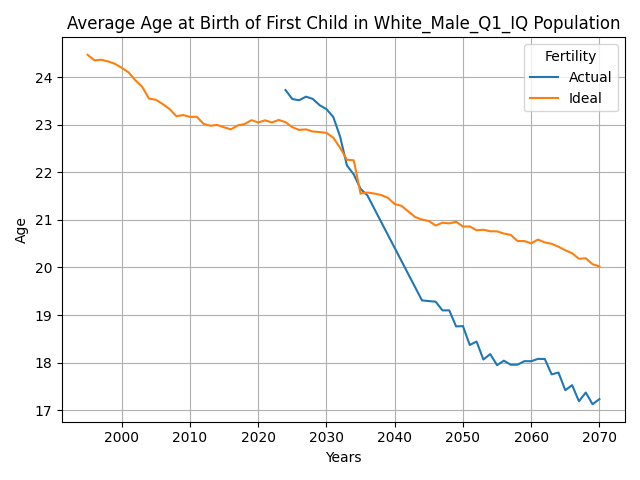 Average Age at Birth of First Child in White_Male_Q1_IQ Population
Fertility
Actual
Ideal
Age
24
23
22
21
20
19
18
17
2000 2010 2020 2030 2040 2050 2060 2070
Years